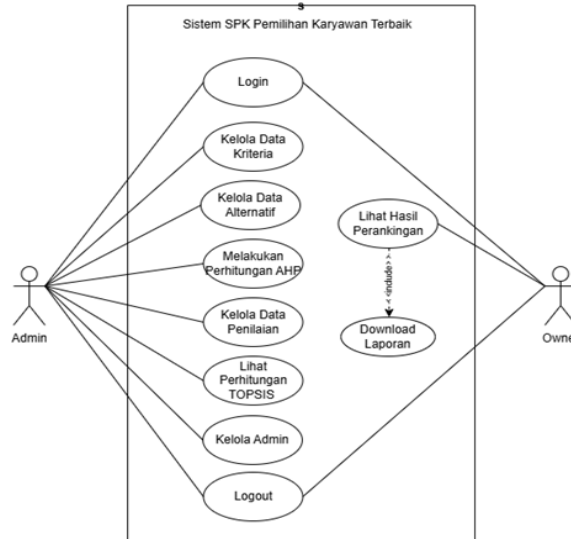 s
Sistem SPK Pemilihan Karyawan Terbaik
Login
Kelola Data
Kriteria
Kelola Data
Alternatif
Lihat Hasil
Perankingan
Melakukan
Perhitungan AHP
<<include>>
Admin
Kelola Data
Penilaian
Download
Laporan
Owne
Lihat
Perhitungan
TOPSIS
Kelola Admin
Logout